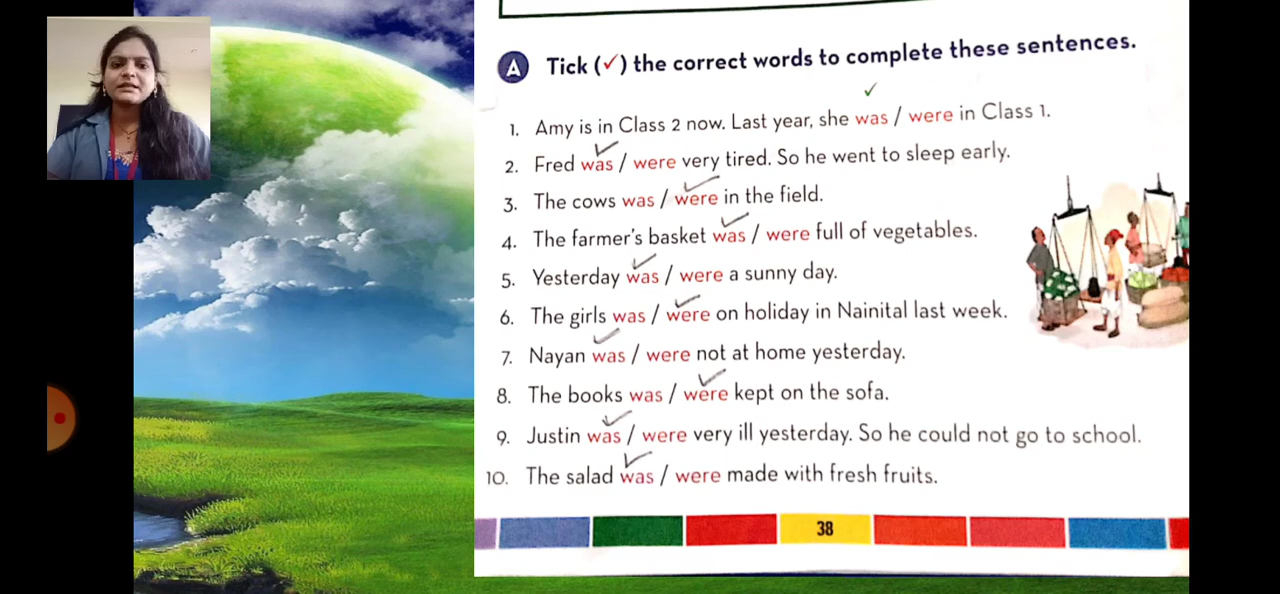 A Tick (✓) the correct words to complete these sentences.
1. Amy is in Class 2 now. Last year, she was / were in Class 1.
2. Fred was / were very tired. So he went to sleep early.
3. The cows was / were in the field.
4. The farmer's basket was / were full of vegetables.
5. Yesterday was / were a sunny day.
6. The girls was / were on holiday in Nainital last week.
7. Nayan was / were not at home yesterday.
8. The books was / were kept on the sofa.
9. Justin was / were very ill yesterday. So he could not go to school.
10. The salad was / were made with fresh fruits.
38